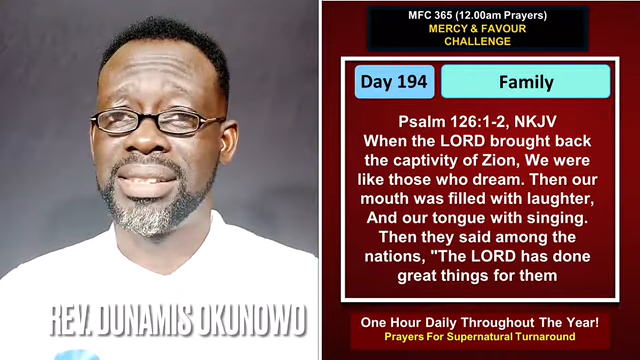 REV. DUNAMIS OKUNOWO
MFC 365 (12.00am Prayers)
MERCY & FAVOUR
CHALLENGE
Day 194
Family
Psalm 126:1-2, NKJV
When the LORD brought back
the captivity of Zion, We were
like those who dream. Then our
mouth was filled with laughter,
And our tongue with singing.
Then they said among the
nations, "The LORD has done
great things for them
One Hour Daily Throughout The Year!
Prayers For Supernatural Turnaround